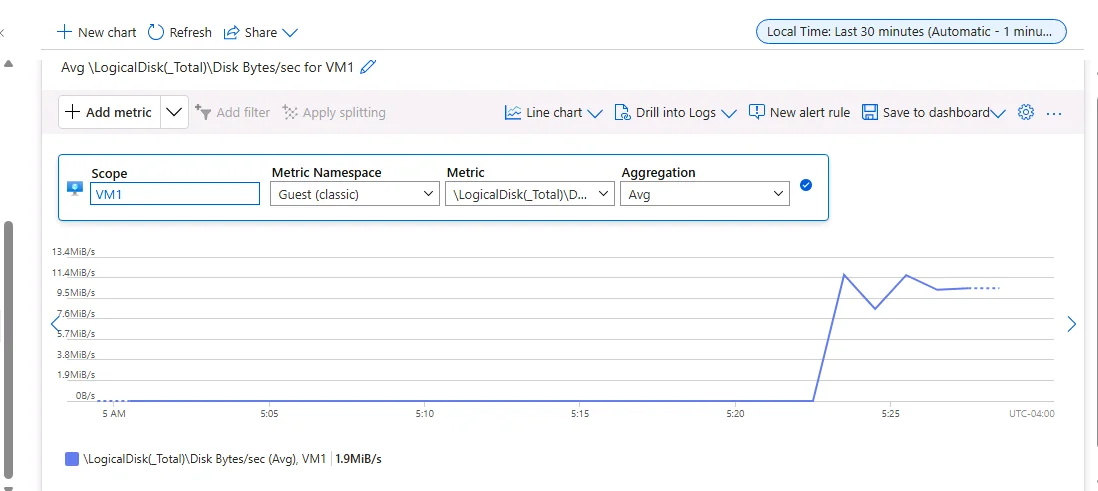 New chart Refresh Share Local Time: Last 30 minutes (Automatic - 1 minu...
Avg \LogicalDisk(_Total)\Disk Bytes/sec for VM1
Add metric Add filter Apply splitting Line chart Drill into Logs New alert rule Save to dashboard ...
Scope Metric Namespace Metric Aggregation
VM1 Guest (classic) \LogicalDisk(_Total)\D... Avg
13.4MiB/s
11.4MiB/s
9.5MiB/s
7.6MiB/s
5.7MiB/s
3.8MiB/s
1.9MiB/s
0B/s
5 AM 5:05 5:10 5:15 5:20 5:25 UTC-04:00
\LogicalDisk(_Total)\Disk Bytes/sec (Avg), VM1 1.9MiB/s